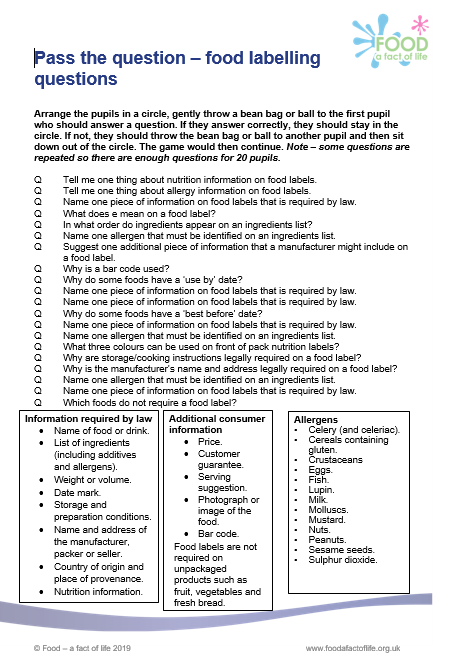 FOOD
a fact of life
Pass the question – food labelling
questions
Arrange the pupils in a circle, gently throw a bean bag or ball to the first pupil
who should answer a question. If they answer correctly, they should stay in the
circle. If not, they should throw the bean bag or ball to another pupil and then sit
down out of the circle. The game would then continue. Note – some questions are
repeated so there are enough questions for 20 pupils.
Q Tell me one thing about nutrition information on food labels.
Q Tell me one thing about allergy information on food labels.
Q Name one piece of information on food labels that is required by law.
Q What does e mean on a food label?
Q In what order do ingredients appear on an ingredients list?
Q Name one allergen that must be identified on an ingredients list.
Q Suggest one additional piece of information that a manufacturer might include on
a food label.
Q Why is a bar code used?
Q Why do some foods have a ‘use by’ date?
Q Name one piece of information on food labels that is required by law.
Q Name one piece of information on food labels that is required by law.
Q Why do some foods have a ‘best before’ date?
Q Name one piece of information on food labels that is required by law.
Q Name one allergen that must be identified on an ingredients list.
Q What three colours can be used on front of pack nutrition labels?
Q Why are storage/cooking instructions legally required on a food label?
Q Why is the manufacturer’s name and address legally required on a food label?
Q Name one allergen that must be identified on an ingredients list.
Q Name one piece of information on food labels that is required by law.
Q Which foods do not require a food label?
Information required by law
• Name of food or drink.
• List of ingredients
(including additives
and allergens).
• Weight or volume.
• Date mark.
• Storage and
preparation conditions.
• Name and address of
the manufacturer,
packer or seller.
• Country of origin and
place of provenance.
• Nutrition information.
Additional consumer
information
• Price.
• Customer
guarantee.
• Serving
suggestion.
• Photograph or
image of the
food.
• Bar code.
Food labels are not
required on
unpackaged
products such as
fruit, vegetables and
fresh bread.
Allergens
• Celery (and celeriac).
• Cereals containing
gluten.
• Crustaceans
• Eggs.
• Fish.
• Lupin.
• Milk.
• Molluscs.
• Mustard.
• Nuts.
• Peanuts.
• Sesame seeds.
• Sulphur dioxide.
© Food – a fact of life 2019
www.foodafactoflife.org.uk